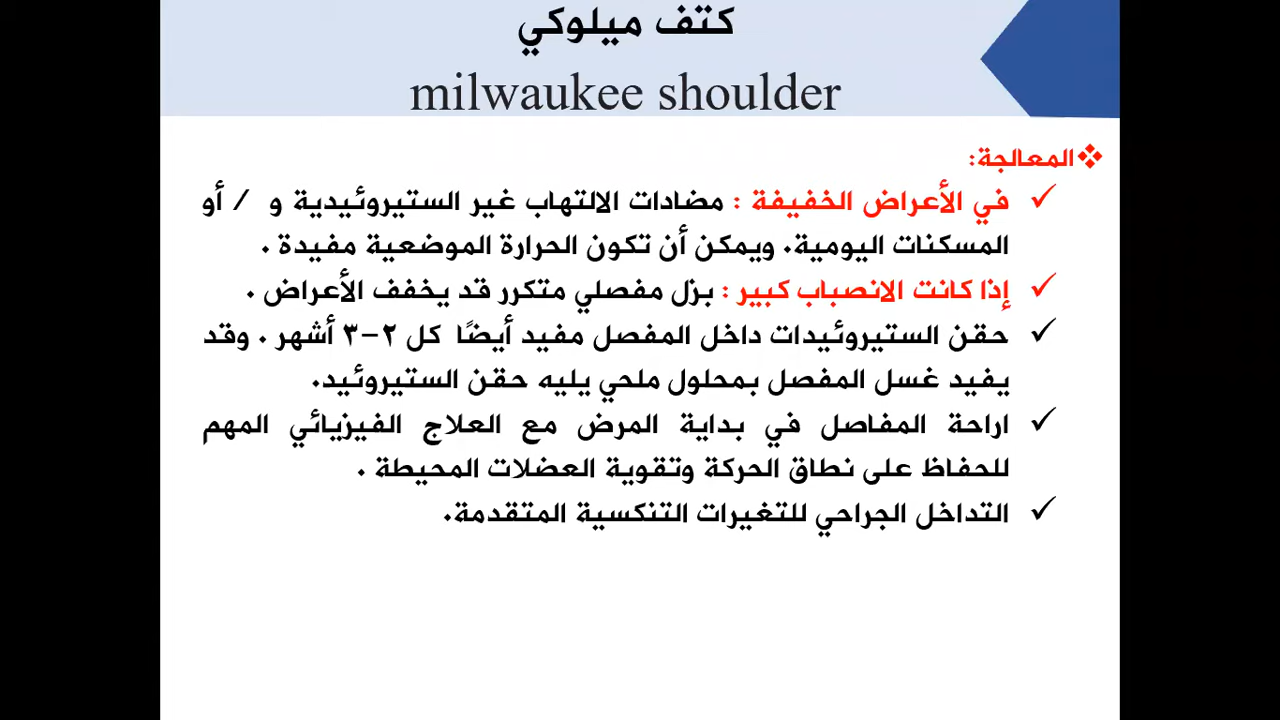 كتف ميلوكي
milwaukee shoulder
❖المعالجة:
✓ في الأعراض الخفيفة : مضادات الالتهاب غير الستيروئيدية و / أو
المسكنات اليومية. ويمكن أن تكون الحرارة الموضعية مفيدة .
✓ إذا كانت الانصباب كبير : بزل مفصلي متكرر قد يخفف الأعراض .
✓ حقن الستيروئيدات داخل المفصل مفيد أيضًا كل ٢-٣ أشهر . وقد
يفيد غسل المفصل بمحلول ملحي يليه حقن الستيروئيد.
✓ اراحة المفاصل في بداية المرض مع العلاج الفيزيائي المهم
للحفاظ على نطاق الحركة وتقوية العضلات المحيطة .
✓ التداخل الجراحي للتغيرات التنكسية المتقدمة.